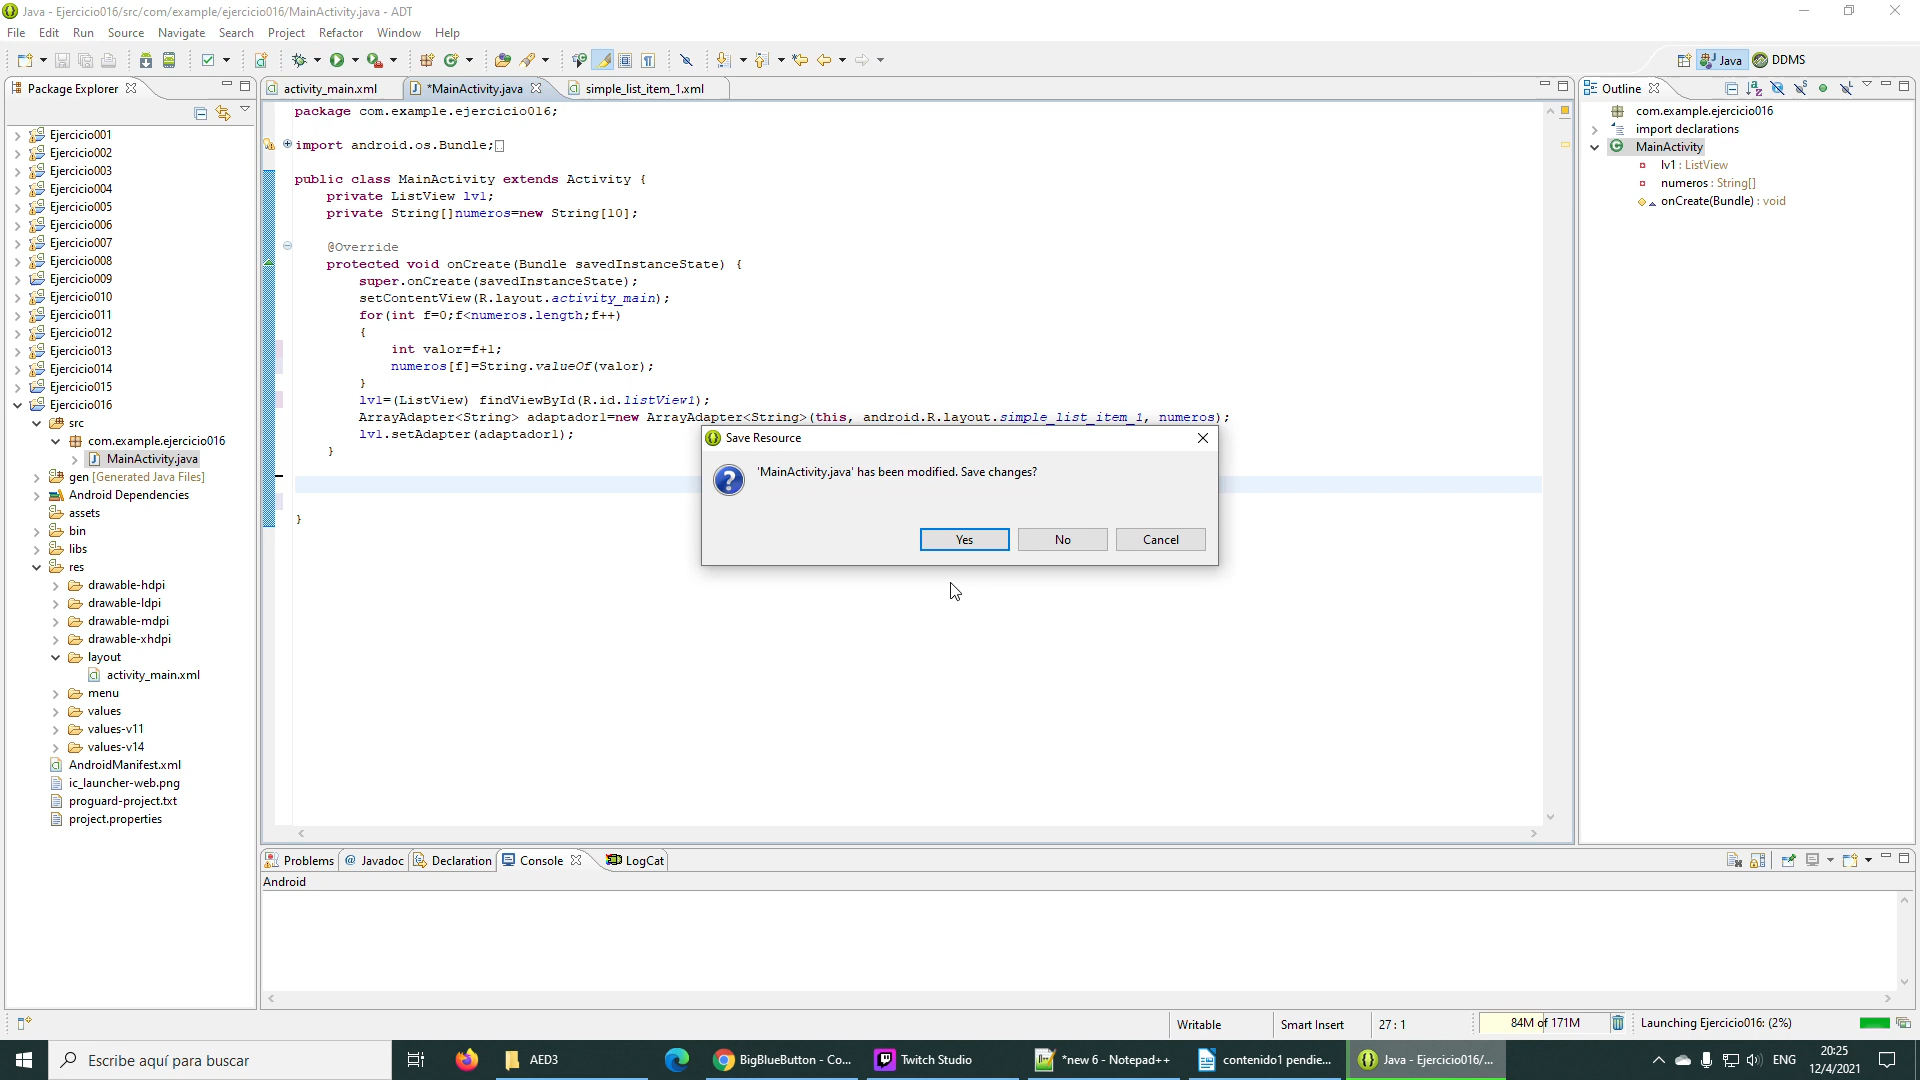 Java - Ejercicio016/src/com/example/ejercicio016/MainActivity.java - ADT
File Edit Run Source Navigate Search Project Refactor Window Help
Java DDMS
Package Explorer
Ejercicio001
Ejercicio002
Ejercicio003
Ejercicio004
Ejercicio005
Ejercicio006
Ejercicio007
Ejercicio008
Ejercicio009
Ejercicio010
Ejercicio011
Ejercicio012
Ejercicio013
Ejercicio014
Ejercicio015
Ejercicio016
src
com.example.ejercicio016
MainActivity.java
gen [Generated Java Files]
Android Dependencies
assets
bin
libs
res
drawable-hdpi
drawable-ldpi
drawable-mdpi
drawable-xhdpi
layout
activity_main.xml
menu
values
values-v11
values-v14
AndroidManifest.xml
ic_launcher-web.png
proguard-project.txt
project.properties
activity_main.xml *MainActivity.java simple_list_item_1.xml
package com.example.ejercicio016;
import android.os.Bundle;
public class MainActivity extends Activity {
private ListView lv1;
private String[]numeros=new String[10];
@Override
protected void onCreate(Bundle savedInstanceState) {
super.onCreate(savedInstanceState);
setContentView(R.layout.activity_main);
for(int f=0;f<numeros.length;f++)
{
int valor=f+1;
numeros[f]=String.valueOf(valor);
}
lv1=(ListView) findViewById(R.id.listView1);
ArrayAdapter<String> adaptador1=new ArrayAdapter<String>(this, android.R.layout.simple_list_item_1, numeros);
lv1.setAdapter(adaptador1);
}
}
Save Resource
'MainActivity.java' has been modified. Save changes?
Yes No Cancel
Outline
com.example.ejercicio016
import declarations
MainActivity
lv1 : ListView
numeros : String[]
onCreate(Bundle) : void
Problems @ Javadoc Declaration Console LogCat
Android
Writable Smart Insert 27 : 1 84M of 171M Launching Ejercicio016: (2%)
Escribe aquí para buscar
AED3
BigBlueButton - Co...
Twitch Studio
*new 6 - Notepad++
contenido1 pendie...
Java - Ejercicio016/...
ENG
20:25
12/4/2021